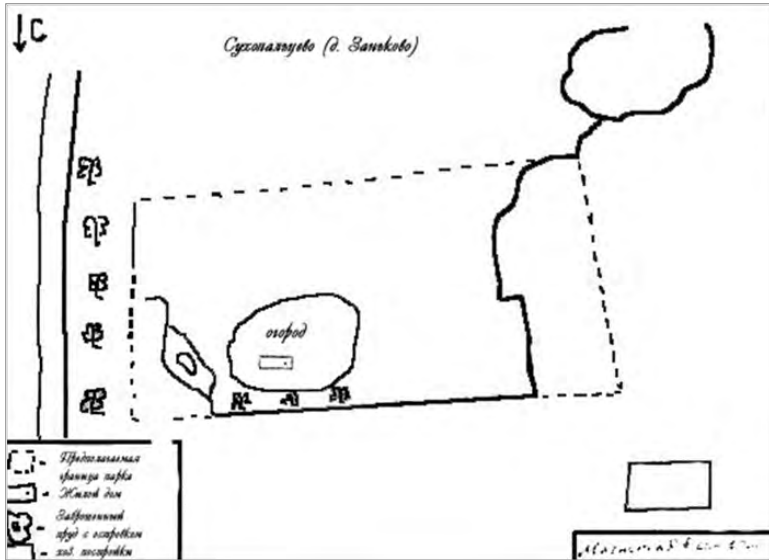 С
Сухопальцево (д. Заньково)
огород
- Предполагаемая
граница парка
- Жилой дом
- Заброшенный
пруд с островком
- хоз. постройки